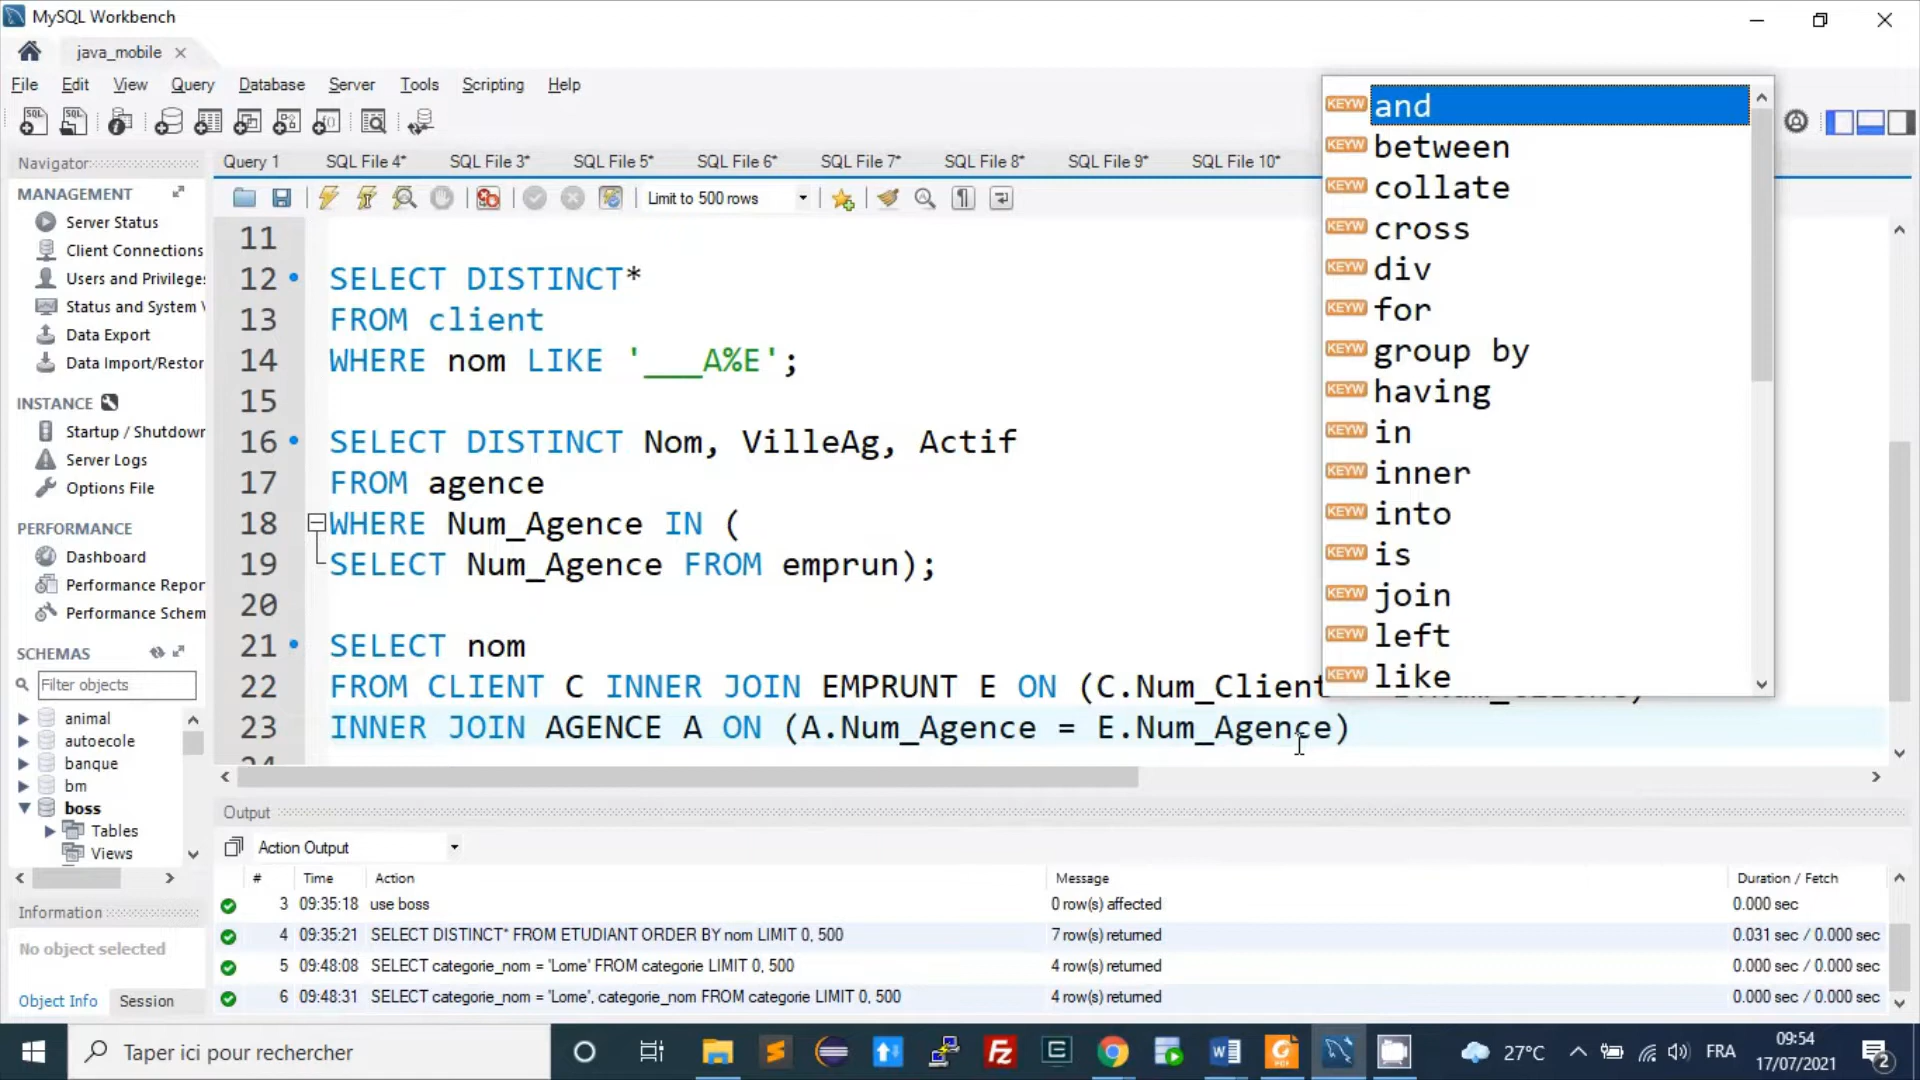 MySQL Workbench
java_mobile
File Edit View Query Database Server Tools Scripting Help
Navigator
Query 1 SQL File 4* SQL File 3* SQL File 5* SQL File 6* SQL File 7* SQL File 8* SQL File 9* SQL File 10*
Limit to 500 rows
MANAGEMENT
Server Status
Client Connections
Users and Privilege
Status and System
Data Export
Data Import/Restor
INSTANCE
Startup / Shutdow
Server Logs
Options File
PERFORMANCE
Dashboard
Performance Repor
Performance Schem
SCHEMAS
Filter objects
animal
autoecole
banque
bm
boss
Tables
Views
Information
No object selected
Object Info Session
11
12 SELECT DISTINCT*
13 FROM client
14 WHERE nom LIKE '___A%E';
15
16 SELECT DISTINCT Nom, VilleAg, Actif
17 FROM agence
18 WHERE Num_Agence IN (
19 SELECT Num_Agence FROM emprun);
20
21 SELECT nom
22 FROM CLIENT C INNER JOIN EMPRUNT E ON (C.Num_Client
23 INNER JOIN AGENCE A ON (A.Num_Agence = E.Num_Agence)
KEYW and
KEYW between
KEYW collate
KEYW cross
KEYW div
KEYW for
KEYW group by
KEYW having
KEYW in
KEYW inner
KEYW into
KEYW is
KEYW join
KEYW left
KEYW like
Output
Action Output
# Time Action Message Duration / Fetch
3 09:35:18 use boss 0 row(s) affected 0.000 sec
4 09:35:21 SELECT DISTINCT* FROM ETUDIANT ORDER BY nom LIMIT 0, 500 7 row(s) returned 0.031 sec / 0.000 sec
5 09:48:08 SELECT categorie_nom = 'Lome' FROM categorie LIMIT 0, 500 4 row(s) returned 0.000 sec / 0.000 sec
6 09:48:31 SELECT categorie_nom = 'Lome', categorie_nom FROM categorie LIMIT 0, 500 4 row(s) returned 0.000 sec / 0.000 sec
Taper ici pour rechercher
27°C FRA 09:54
17/07/2021
2